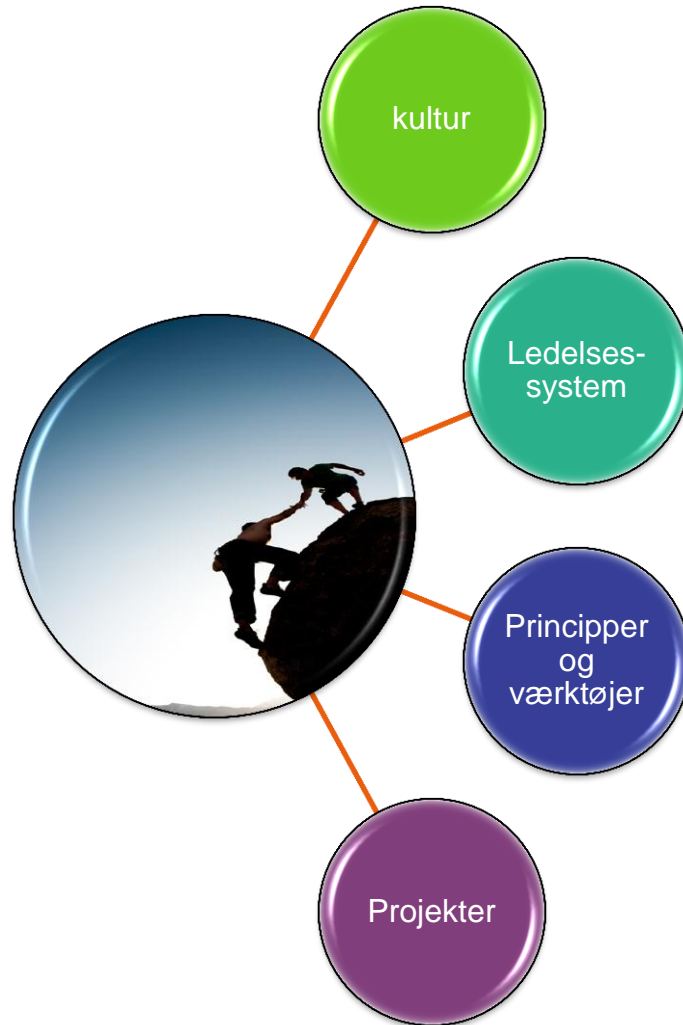 kultur
Ledelses-
system
Principper
og
værktøjer
Projekter